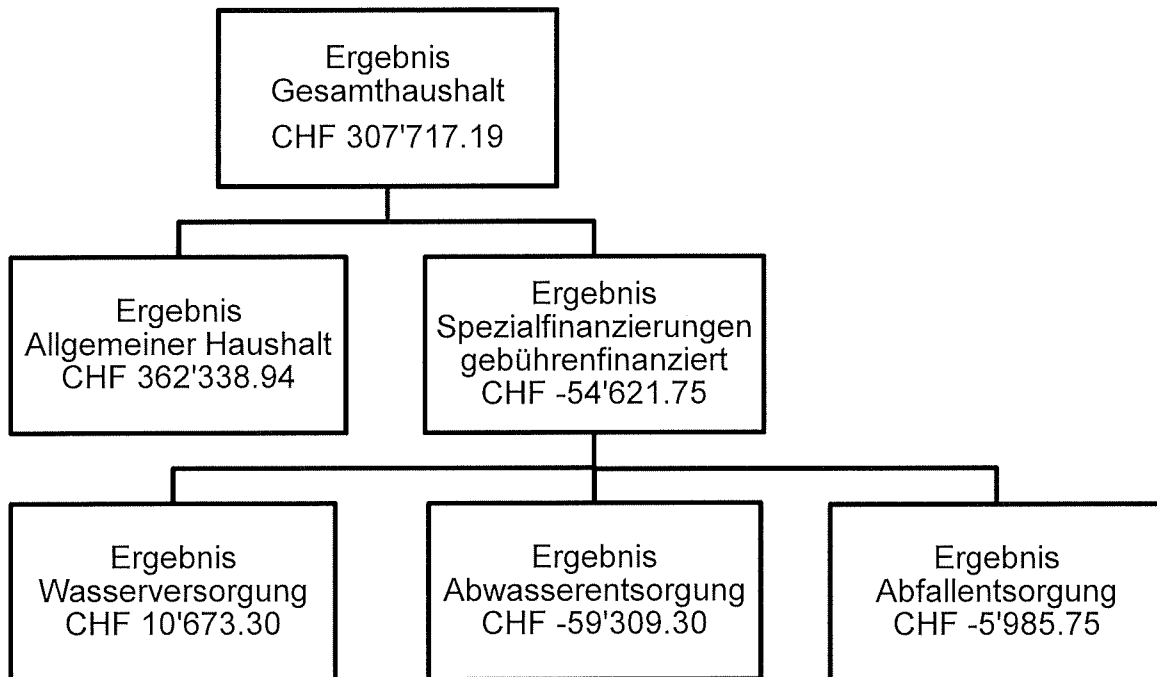 Ergebnis
Gesamthaushalt
CHF 307'717.19
Ergebnis
Allgemeiner Haushalt
CHF 362'338.94
Ergebnis
Spezialfinanzierungen
gebührenfinanziert
CHF -54'621.75
Ergebnis
Wasserversorgung
CHF 10'673.30
Ergebnis
Abwasserentsorgung
CHF -59'309.30
Ergebnis
Abfallentsorgung
CHF -5'985.75